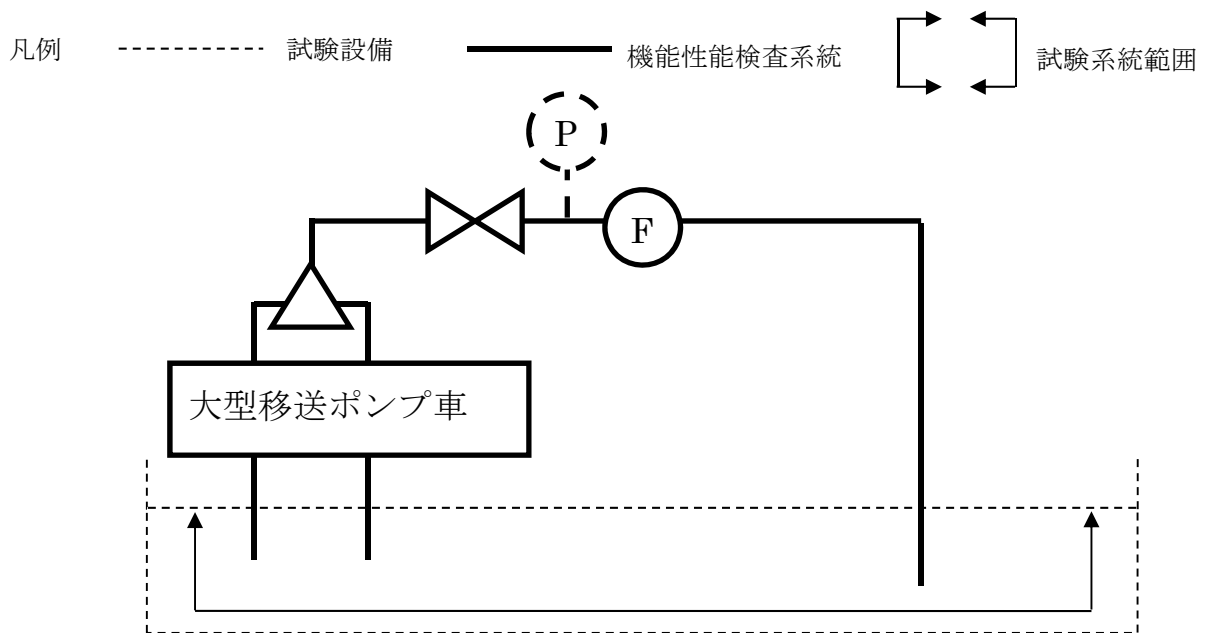 凡例
試験設備
機能性能検査系統
試験系統範囲
P
F
大型移送ポンプ車